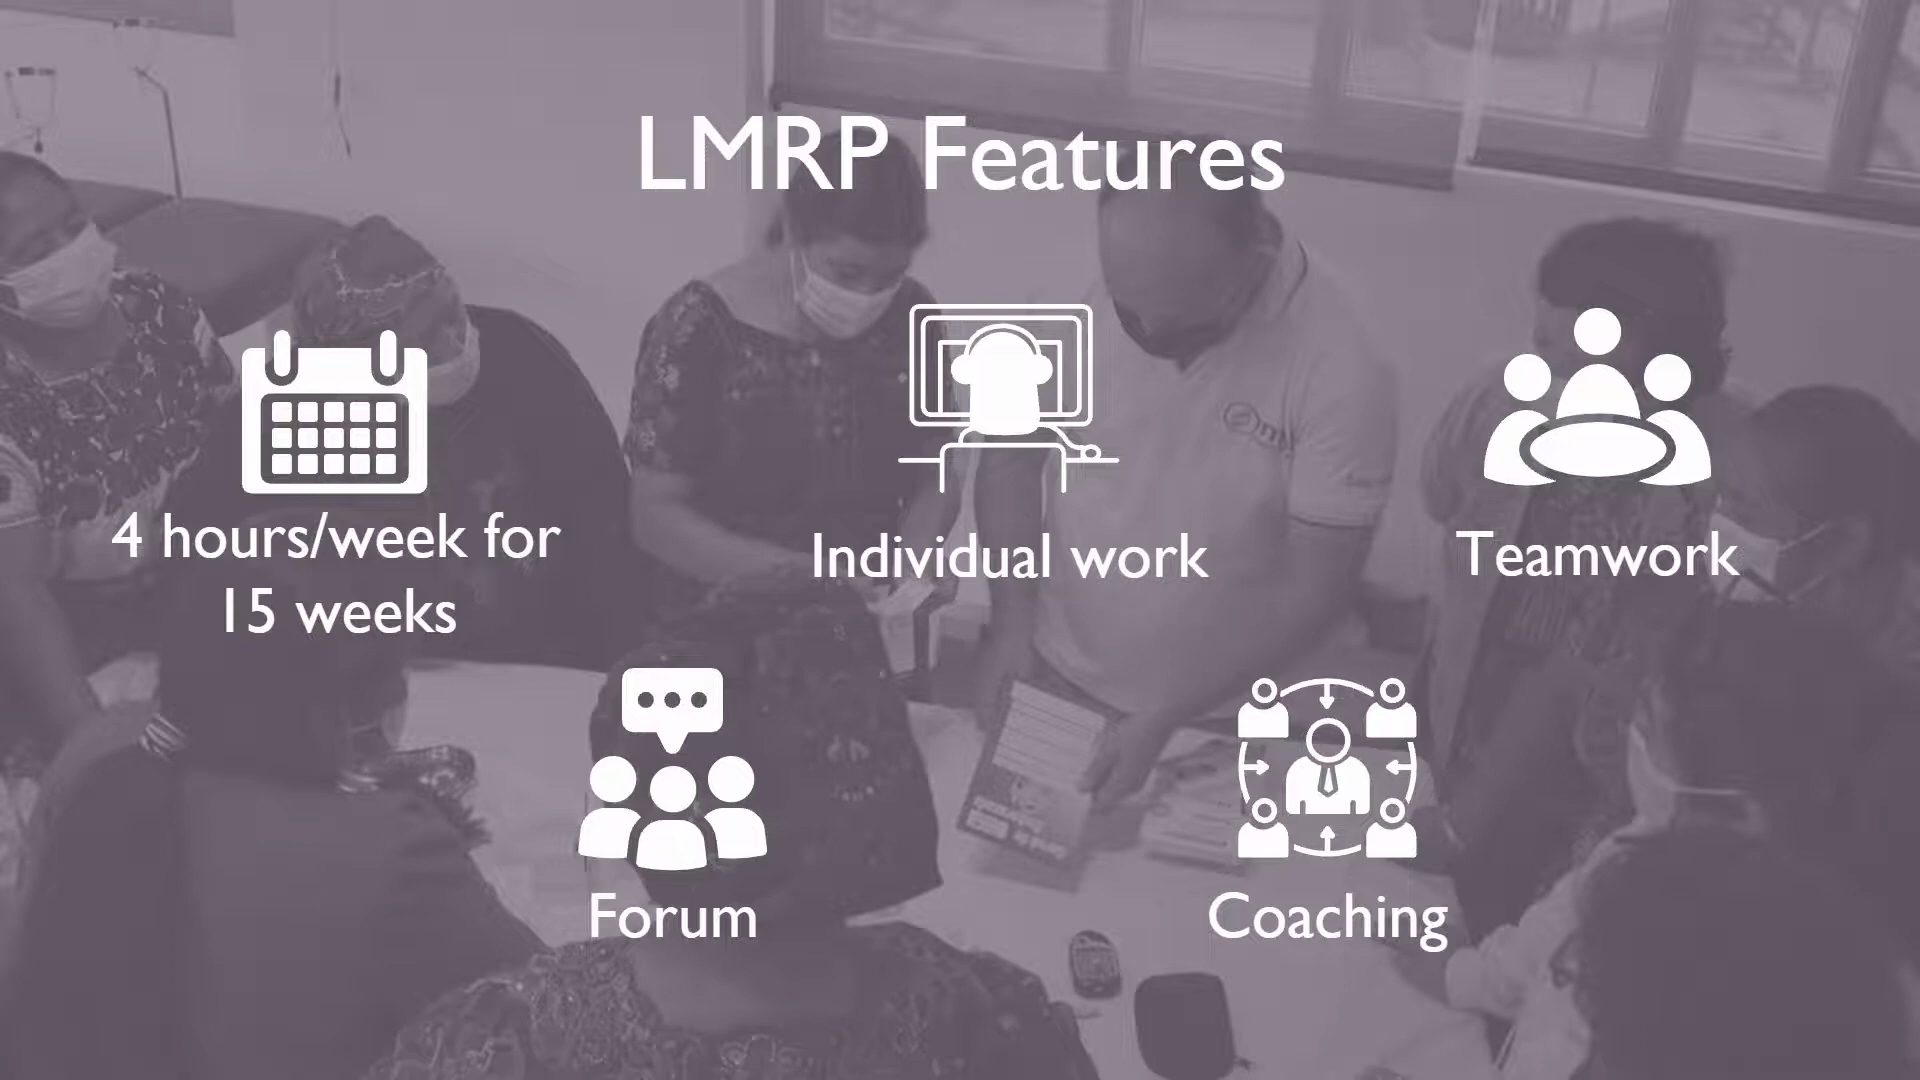 LMRP Features
4 hours/week for
15 weeks
Individual work
Teamwork
Forum
Coaching